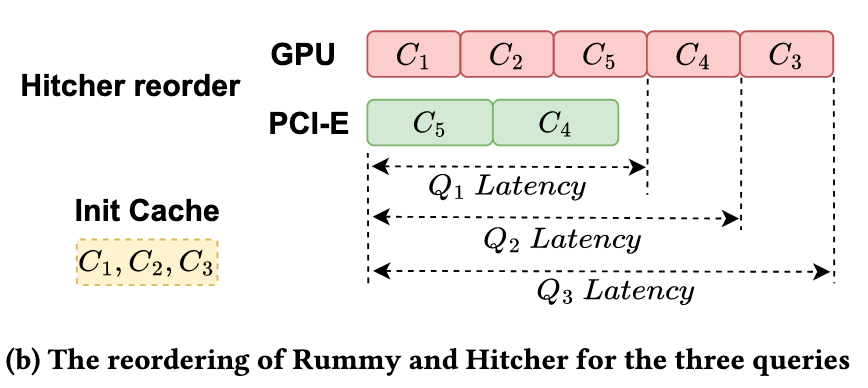 GPU
C₁ C₂ C₅ C₄ C₃
Hitcher reorder
PCI-E
C₅ C₄
Q₁ Latency
Init Cache
Q₂ Latency
C₁, C₂, C₃
Q₃ Latency
(b) The reordering of Rummy and Hitcher for the three queries